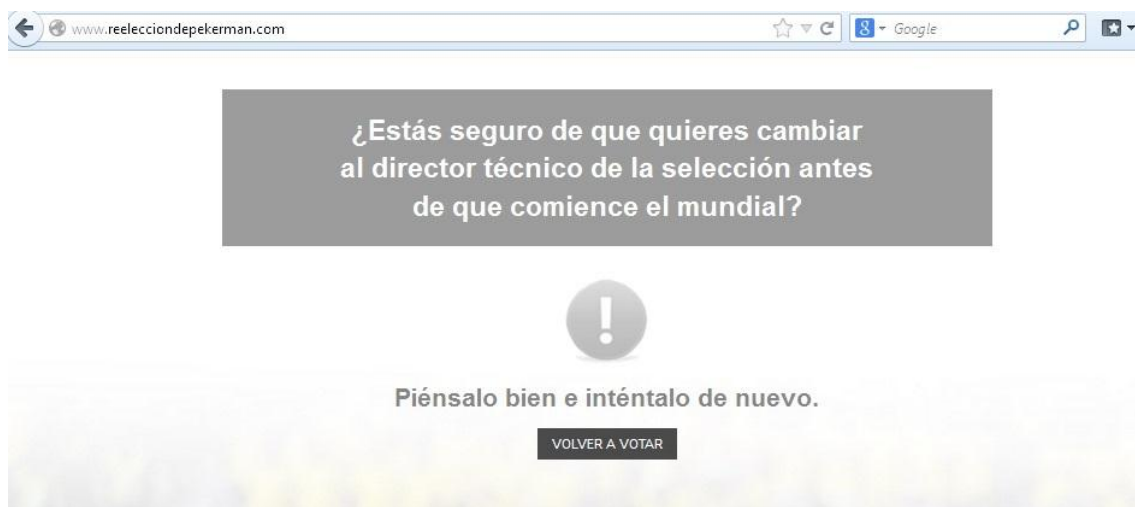 www.reelecciondepekerman.com
8 Google
¿Estás seguro de que quieres cambiar
al director técnico de la selección antes
de que comience el mundial?
!
Piénsalo bien e inténtalo de nuevo.
VOLVER A VOTAR